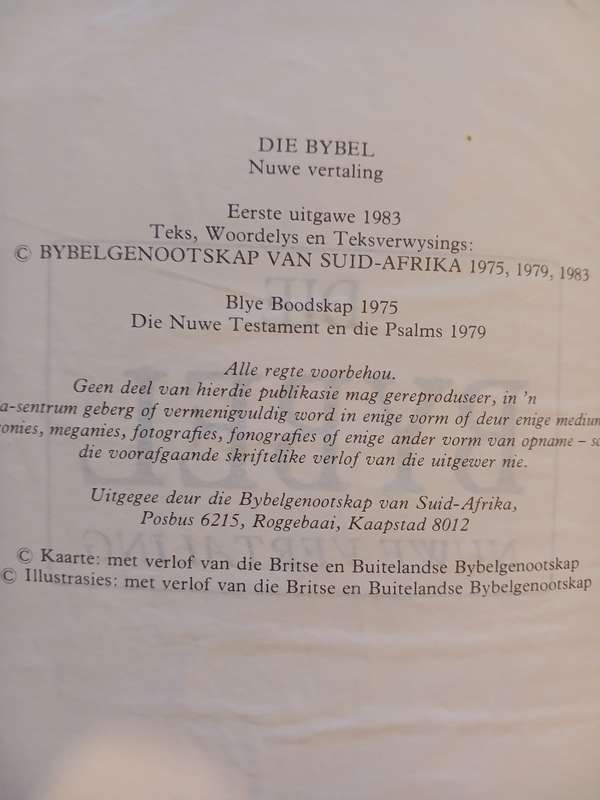 DIE BYBEL
Nuwe vertaling
Eerste uitgawe 1983
Teks, Woordelys en Teksverwysings:
© BYBELGENOOTSKAP VAN SUID-AFRIKA 1975, 1979, 1983
Blye Boodskap 1975
Die Nuwe Testament en die Psalms 1979
Alle regte voorbehou.
Geen deel van hierdie publikasie mag gereproduseer, in 'n
a-sentrum geberg of vermenigvuldig word in enige vorm of deur enige medium
onies, meganies, fotografies, fonografies of enige ander vorm van opname – s
die voorafgaande skriftelike verlof van die uitgewer nie.
Uitgegee deur die Bybelgenootskap van Suid-Afrika,
Posbus 6215, Roggebaai, Kaapstad 8012
© Kaarte: met verlof van die Britse en Buitelandse Bybelgenootskap
© Illustrasies: met verlof van die Britse en Buitelandse Bybelgenootskap